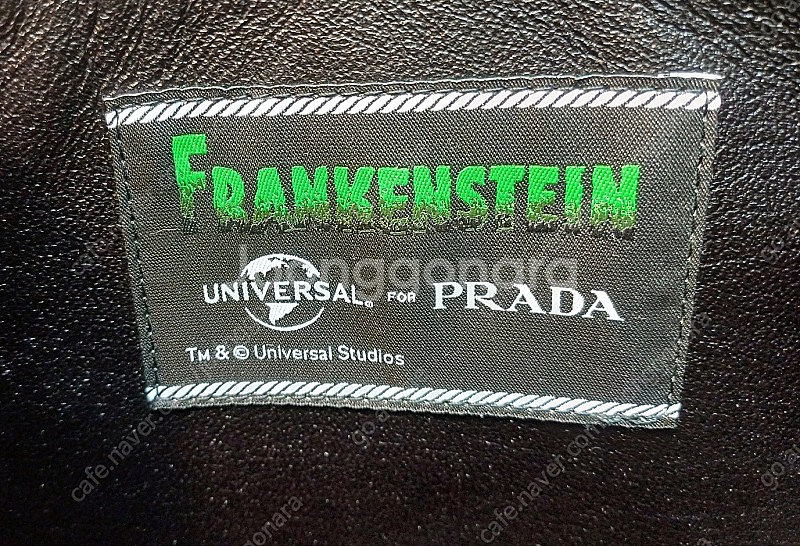 FRANKENSTEIN
UNIVERSAL® FOR PRADA
TM & © Universal Studios
joonggonara
cafe.naver.com